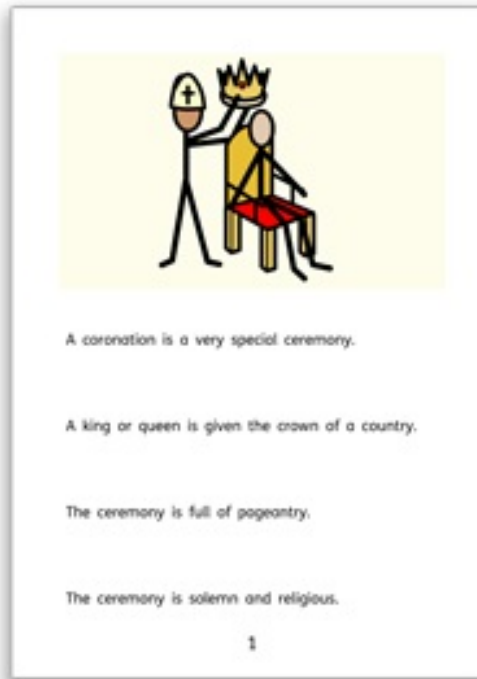 A coronation is a very special ceremony.
A king or queen is given the crown of a country.
The ceremony is full of pageantry.
The ceremony is solemn and religious.
1